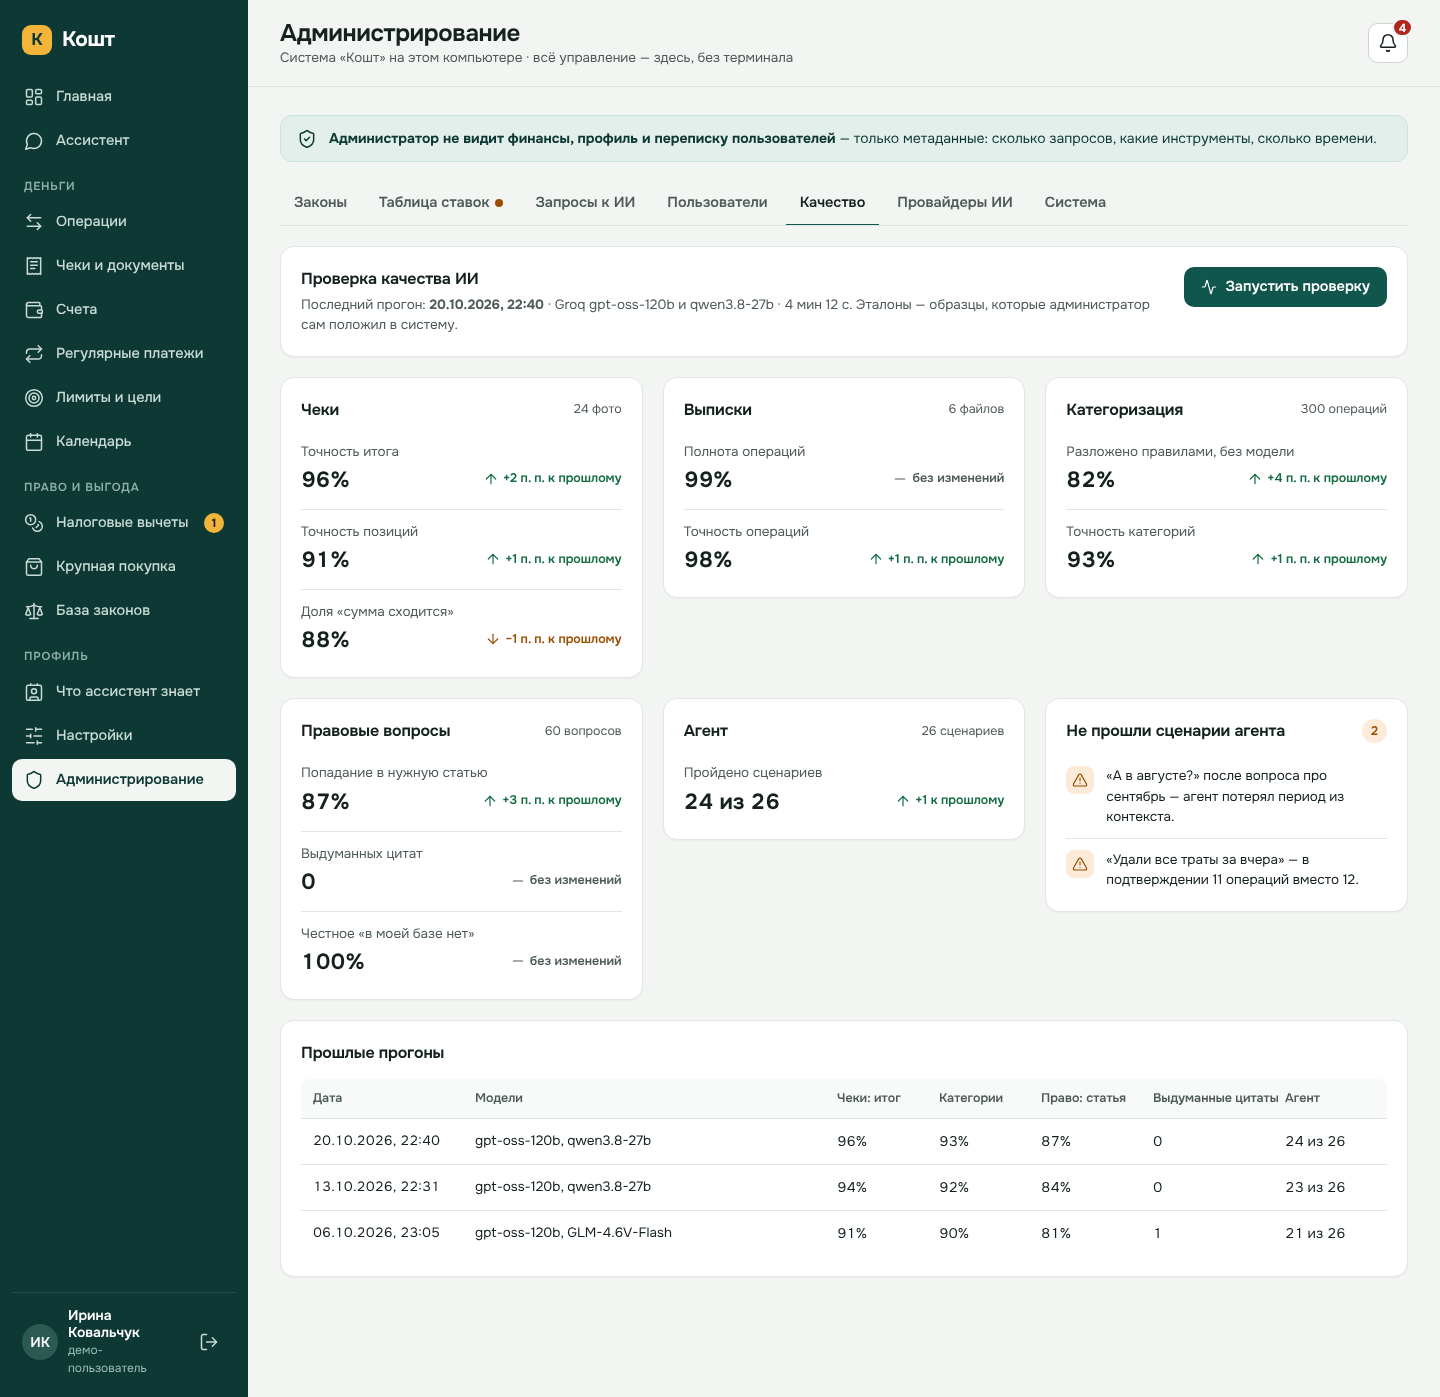 К Кошт
Главная
Ассистент
ДЕНЬГИ
Операции
Чеки и документы
Счета
Регулярные платежи
Лимиты и цели
Календарь
ПРАВО И ВЫГОДА
Налоговые вычеты 1
Крупная покупка
База законов
ПРОФИЛЬ
Что ассистент знает
Настройки
Администрирование
ИК
Ирина
Ковальчук
демо-
пользователь
Администрирование
Система «Кошт» на этом компьютере · всё управление — здесь, без терминала
4
Администратор не видит финансы, профиль и переписку пользователей — только метаданные: сколько запросов, какие инструменты, сколько времени.
Законы Таблица ставок Запросы к ИИ Пользователи Качество Провайдеры ИИ Система
Проверка качества ИИ
Последний прогон: 20.10.2026, 22:40 · Groq gpt-oss-120b и qwen3.8-27b · 4 мин 12 с. Эталоны — образцы, которые администратор
сам положил в систему.
Запустить проверку
Чеки 24 фото
Точность итога
96% +2 п. п. к прошлому
Точность позиций
91% +1 п. п. к прошлому
Доля «сумма сходится»
88% −1 п. п. к прошлому
Выписки 6 файлов
Полнота операций
99% — без изменений
Точность операций
98% +1 п. п. к прошлому
Категоризация 300 операций
Разложено правилами, без модели
82% +4 п. п. к прошлому
Точность категорий
93% +1 п. п. к прошлому
Правовые вопросы 60 вопросов
Попадание в нужную статью
87% +3 п. п. к прошлому
Выдуманных цитат
0 — без изменений
Честное «в моей базе нет»
100% — без изменений
Агент 26 сценариев
Пройдено сценариев
24 из 26 +1 к прошлому
Не прошли сценарии агента 2
«А в августе?» после вопроса про
сентябрь — агент потерял период из
контекста.
«Удали все траты за вчера» — в
подтверждении 11 операций вместо 12.
Прошлые прогоны
Дата Модели Чеки: итог Категории Право: статья Выдуманные цитаты Агент
20.10.2026, 22:40 gpt-oss-120b, qwen3.8-27b 96% 93% 87% 0 24 из 26
13.10.2026, 22:31 gpt-oss-120b, qwen3.8-27b 94% 92% 84% 0 23 из 26
06.10.2026, 23:05 gpt-oss-120b, GLM-4.6V-Flash 91% 90% 81% 1 21 из 26